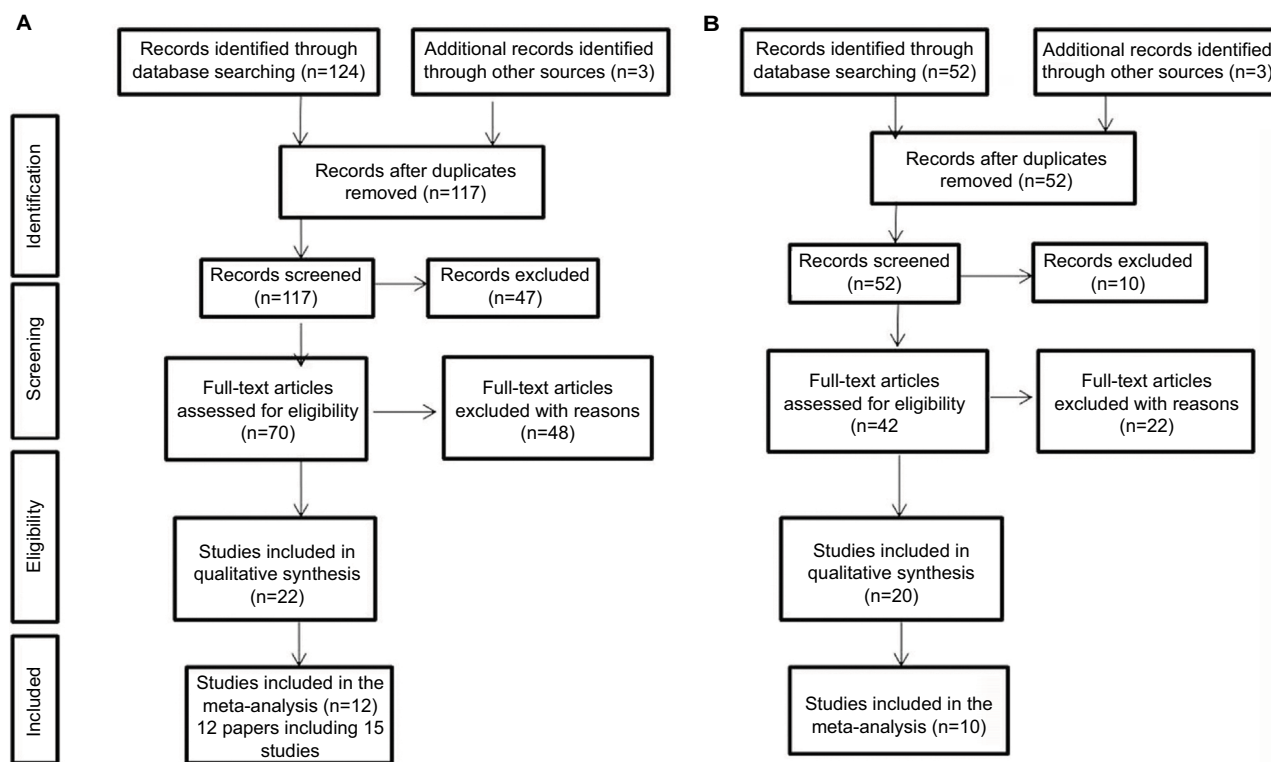 A
Records identified through
database searching (n=124)
Additional records identified
through other sources (n=3)
Records after duplicates
removed (n=117)
Records screened
(n=117)
Records excluded
(n=47)
Full-text articles
assessed for eligibility
(n=70)
Full-text articles
excluded with reasons
(n=48)
Studies included in
qualitative synthesis
(n=22)
Studies included in the
meta-analysis (n=12)
12 papers including 15
studies
Identification
Screening
Eligibility
Included
B
Records identified through
database searching (n=52)
Additional records identified
through other sources (n=3)
Records after duplicates
removed (n=52)
Records screened
(n=52)
Records excluded
(n=10)
Full-text articles
assessed for eligibility
(n=42
Full-text articles
excluded with reasons
(n=22)
Studies included in
qualitative synthesis
(n=20)
Studies included in the
meta-analysis (n=10)